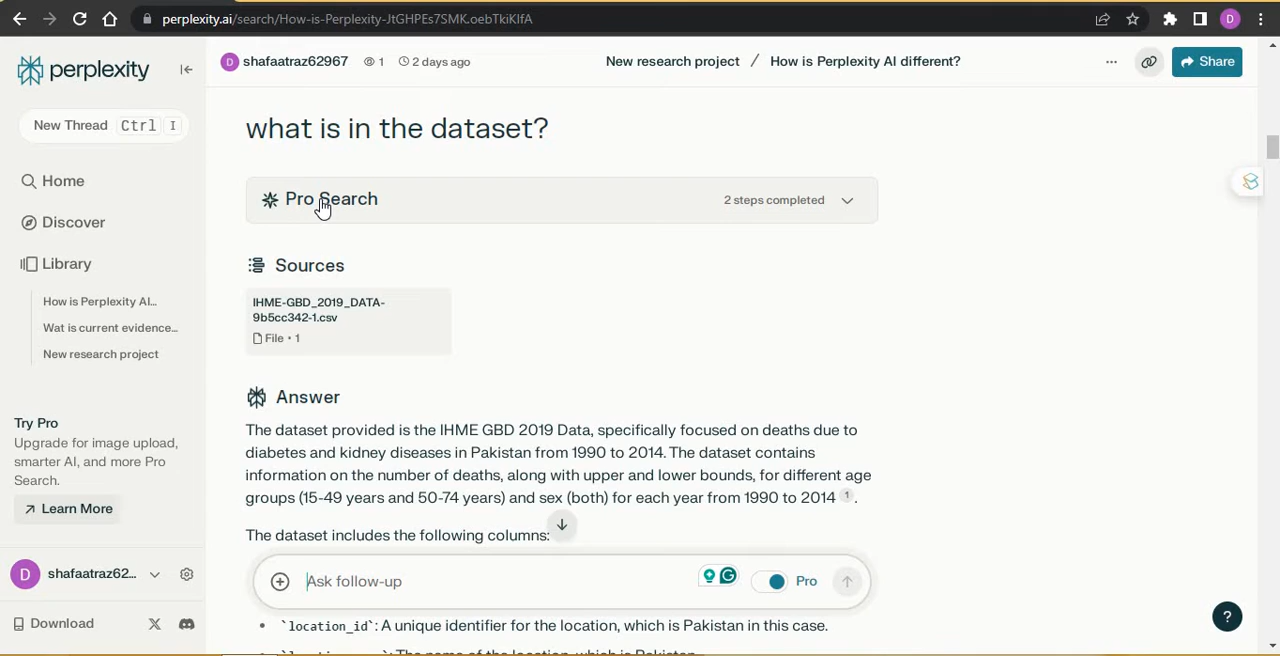 perplexity.ai/search/How-is-Perplexity-JtGHPEs7SMK.oebTkiKlfA
D
perplexity
D shafaatraz62967 1 2 days ago New research project / How is Perplexity AI different? ... Share
New Thread Ctrl I
what is in the dataset?
Home
Pro Search 2 steps completed
Discover
Library
Sources
How is Perplexity AI...
Wat is current evidence...
New research project
IHME-GBD_2019_DATA-
9b5cc342-1.csv
File • 1
Answer
Try Pro
Upgrade for image upload,
smarter AI, and more Pro
Search.
Learn More
The dataset provided is the IHME GBD 2019 Data, specifically focused on deaths due to
diabetes and kidney diseases in Pakistan from 1990 to 2014. The dataset contains
information on the number of deaths, along with upper and lower bounds, for different age
groups (15-49 years and 50-74 years) and sex (both) for each year from 1990 to 2014 1 .
The dataset includes the following columns:
D shafaatraz62...
Ask follow-up Pro
Download
?
• `location_id`: A unique identifier for the location, which is Pakistan in this case.
The name of the location, which is Pakistan